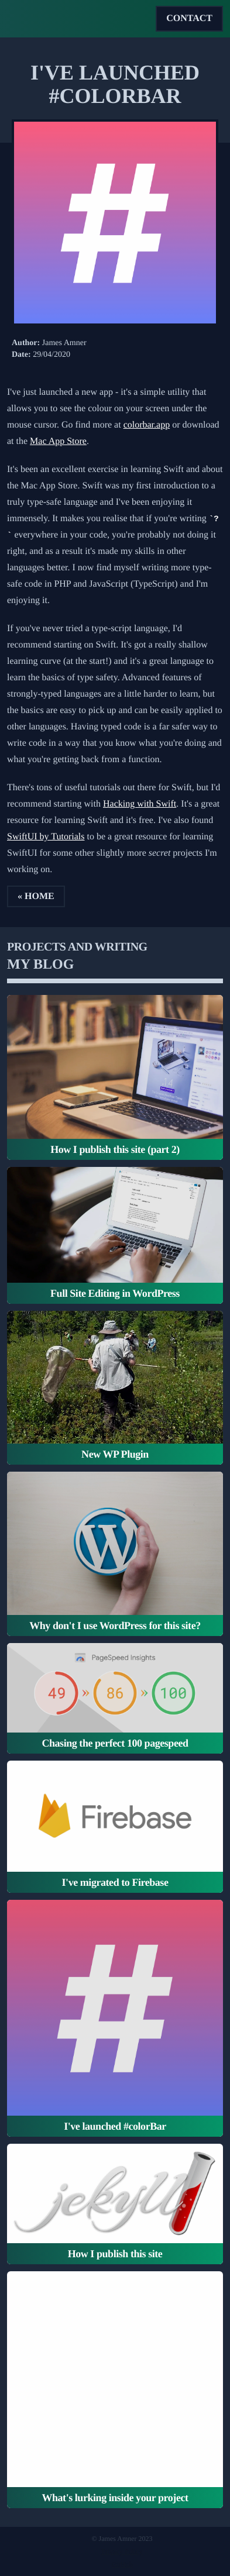 CONTACT
I'VE LAUNCHED
#COLORBAR
#
Author: James Amner
Date: 29/04/2020
I've just launched a new app - it's a simple utility that
allows you to see the colour on your screen under the
mouse cursor. Go find more at colorbar.app or download
it at the Mac App Store.
It's been an excellent exercise in learning Swift and about
the Mac App Store. Swift was my first introduction to a
truly type-safe language and I've been enjoying it
immensely. It makes you realise that if you're writing `?
` everywhere in your code, you're probably not doing it
right, and as a result it's made my skills in other
languages better. I now find myself writing more type-
safe code in PHP and JavaScript (TypeScript) and I'm
enjoying it.
If you've never tried a type-script language, I'd
recommend starting on Swift. It's got a really shallow
learning curve (at the start!) and it's a great language to
learn the basics of type safety. Advanced features of
strongly-typed languages are a little harder to learn, but
the basics are easy to pick up and can be easily applied to
other languages. Having typed code is a far safer way to
write code in a way that you know what you're doing and
what you're getting back from a function.
There's tons of useful tutorials out there for Swift, but I'd
recommend starting with Hacking with Swift. It's a great
resource for learning Swift and it's free. I've also found
SwiftUI by Tutorials to be a great resource for learning
SwiftUI for some other slightly more secret projects I'm
working on.
« HOME
PROJECTS AND WRITING
MY BLOG
How I publish this site (part 2)
Full Site Editing in WordPress
New WP Plugin
Why don't I use WordPress for this site?
PageSpeed Insights
49 » 86 » 100
Chasing the perfect 100 pagespeed
Firebase
I've migrated to Firebase
#
I've launched #colorBar
jekyll
How I publish this site
What's lurking inside your project
© James Amner 2023